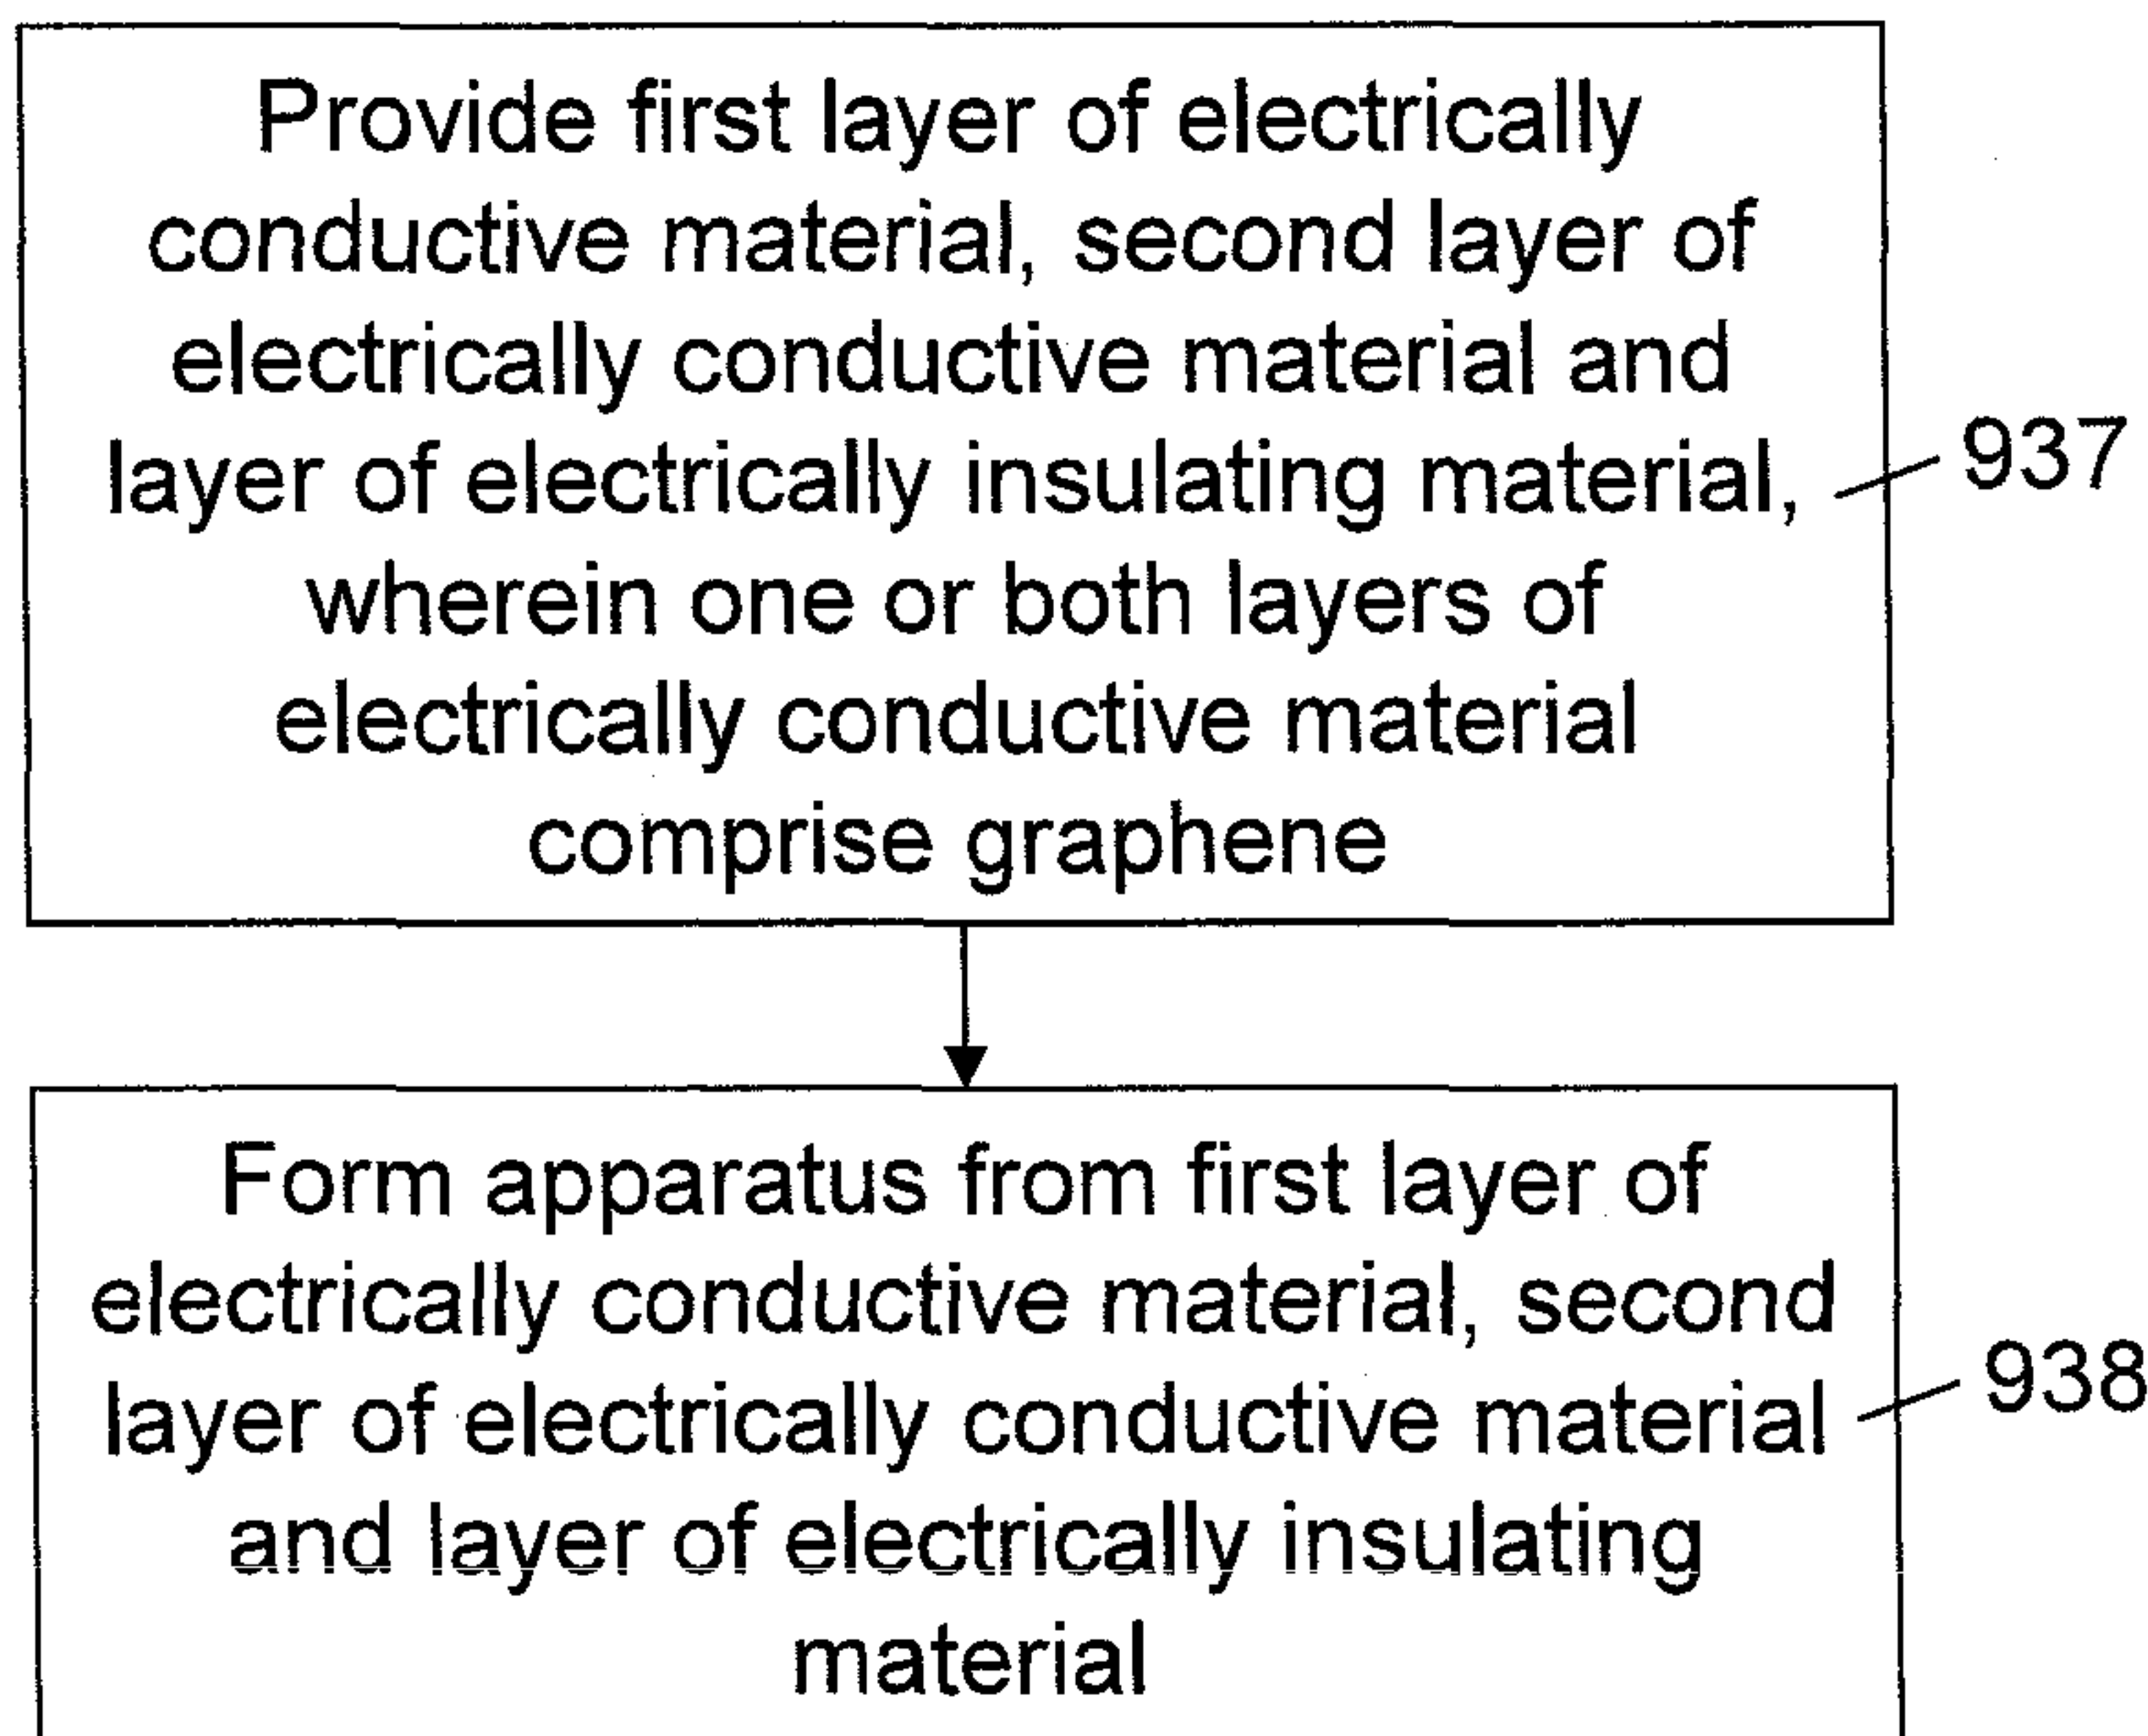 Provide first layer of electrically
conductive material, second layer of
electrically conductive material and
layer of electrically insulating material,
wherein one or both layers of
electrically conductive material
comprise graphene
937
Form apparatus from first layer of
electrically conductive material, second
layer of electrically conductive material
and layer of electrically insulating
material
938